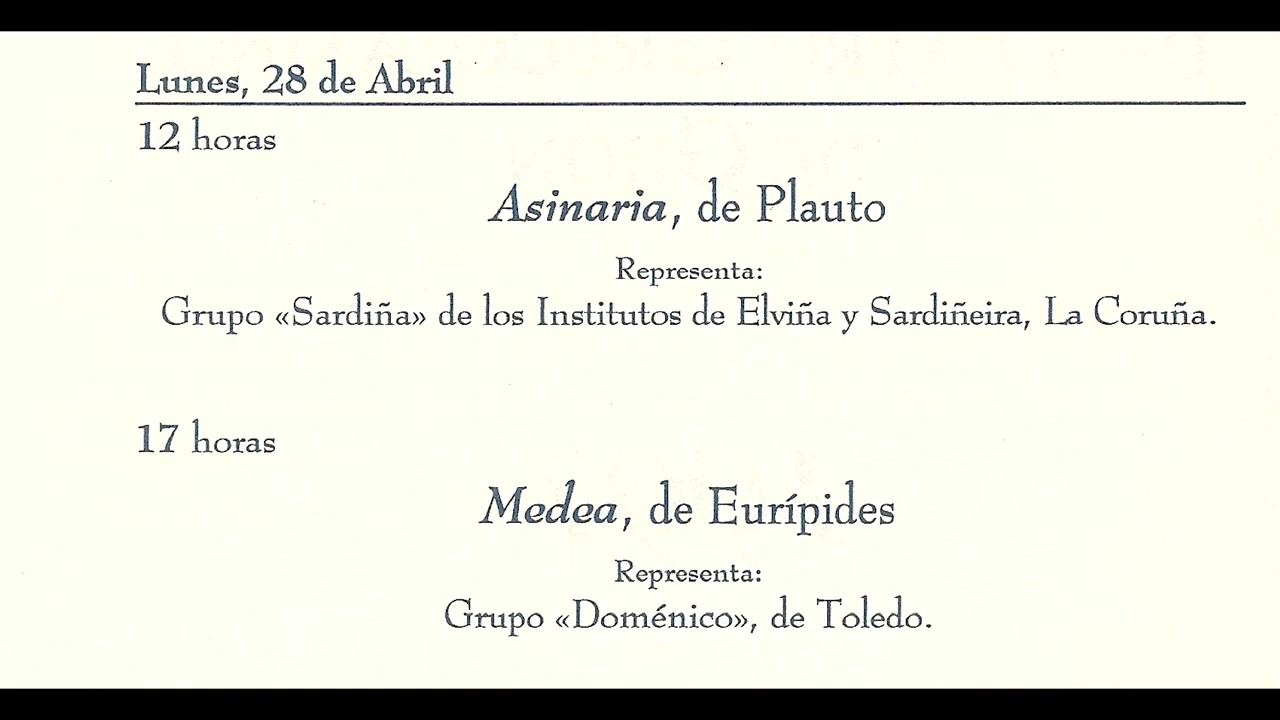 Lunes, 28 de Abril
12 horas
Asinaria, de Plauto
Representa:
Grupo «Sardiña» de los Institutos de Elviña y Sardiñeira, La Coruña.
17 horas
Medea, de Eurípides
Representa:
Grupo «Doménico», de Toledo.